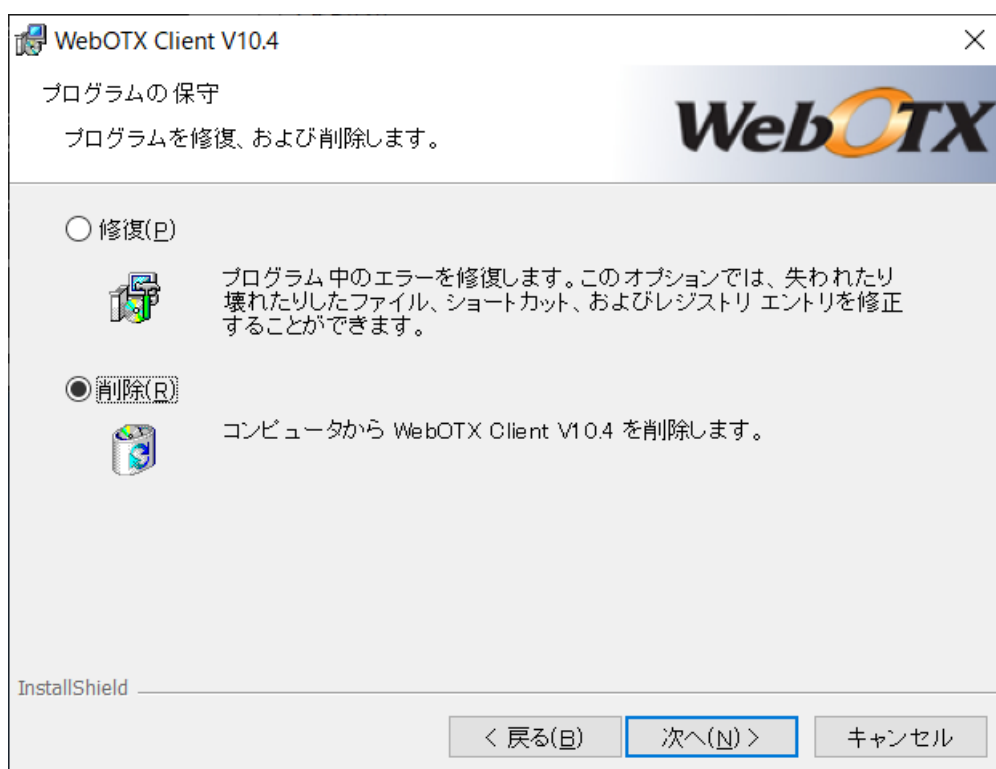 WebOTX Client V10.4
プログラムの保守
プログラムを修復、および削除します。
WebOTX
修復(P)
プログラム中のエラーを修復します。このオプションでは、失われたり
壊れたりしたファイル、ショートカット、およびレジストリ エントリを修正
することができます。
削除(R)
コンピュータから WebOTX Client V10.4 を削除します。
InstallShield
< 戻る(B)
次へ(N) >
キャンセル